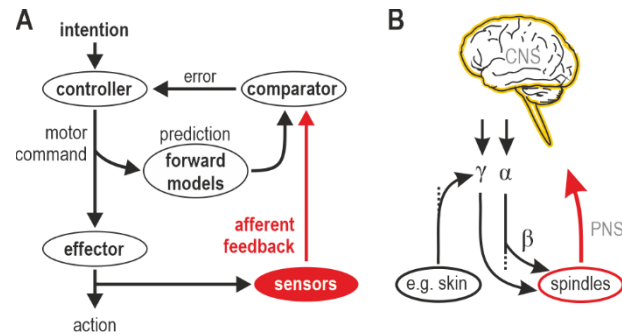 A
intention
controller
error
comparator
motor
command
prediction
forward
models
afferent
feedback
effector
sensors
action
B
CNS
γ α
β
PNS
e.g. skin
spindles